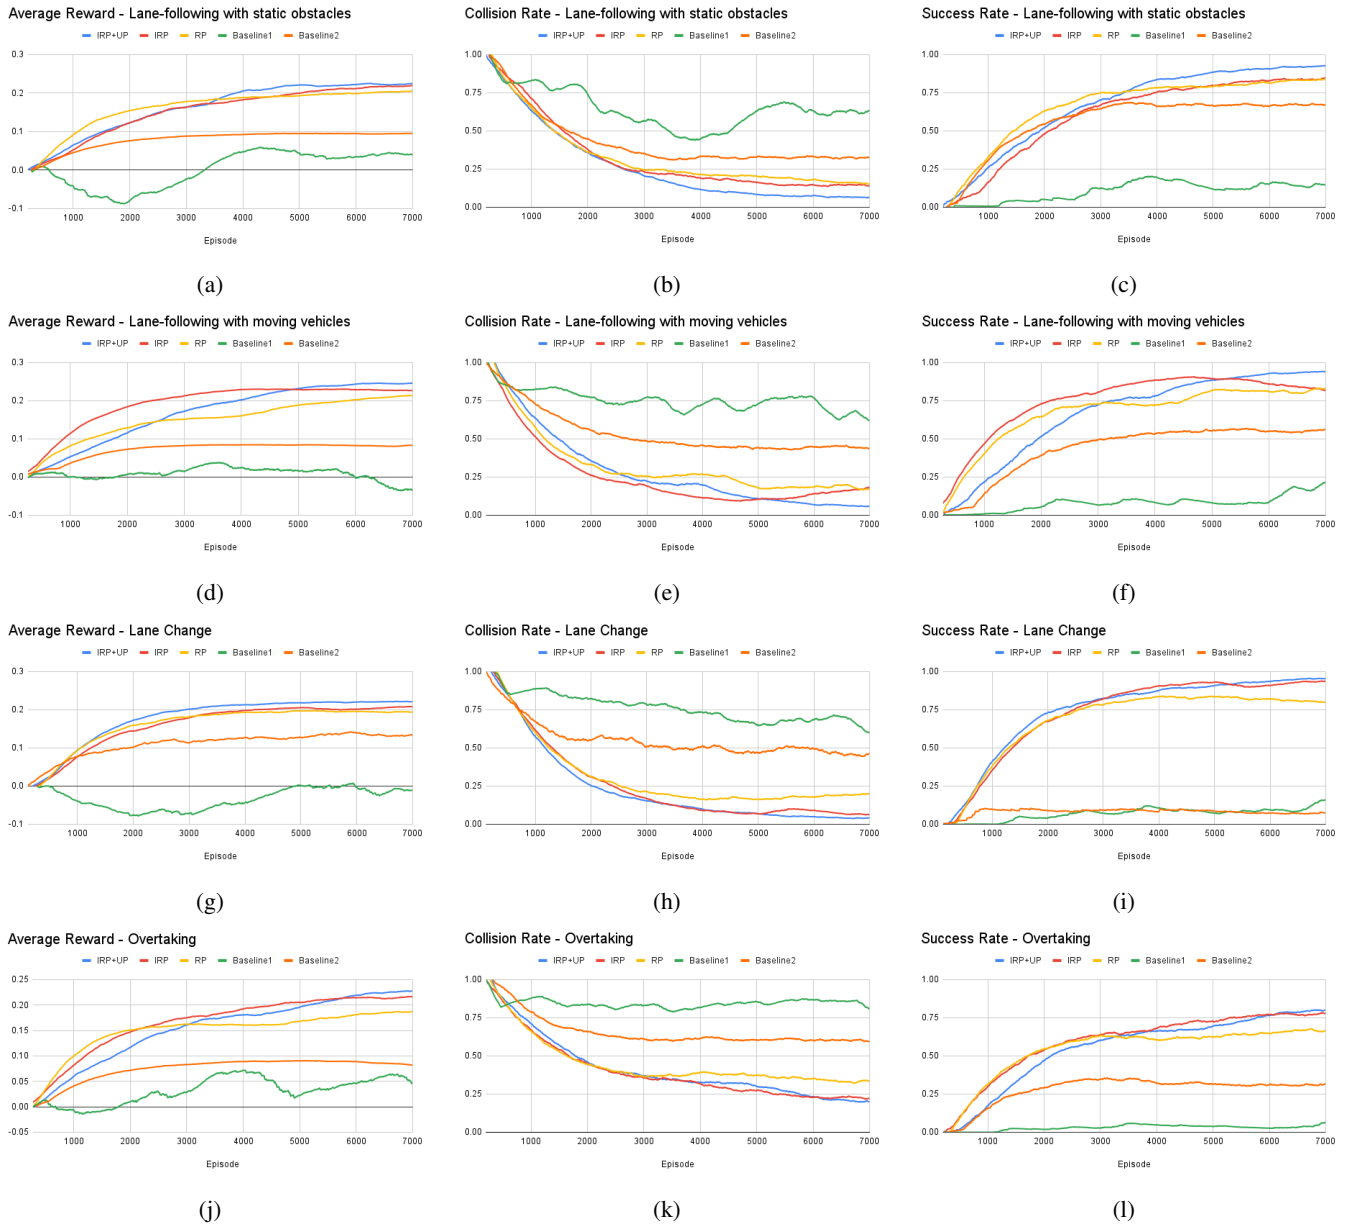 Average Reward - Lane-following with static obstacles
IRP+UP IRP RP Baseline1 Baseline2
0.3
0.2
0.1
0.0
-0.1
1000 2000 3000 4000 5000 6000 7000
Episode
(a)
Collision Rate - Lane-following with static obstacles
IRP+UP IRP RP Baseline1 Baseline2
1.00
0.75
0.50
0.25
0.00
1000 2000 3000 4000 5000 6000 7000
Episode
(b)
Success Rate - Lane-following with static obstacles
IRP+UP IRP RP Baseline1 Baseline2
1.00
0.75
0.50
0.25
0.00
1000 2000 3000 4000 5000 6000 7000
Episode
(c)
Average Reward - Lane-following with moving vehicles
IRP+UP IRP RP Baseline1 Baseline2
0.3
0.2
0.1
0.0
-0.1
1000 2000 3000 4000 5000 6000 7000
Episode
(d)
Collision Rate - Lane-following with moving vehicles
IRP+UP IRP RP Baseline1 Baseline2
1.00
0.75
0.50
0.25
0.00
1000 2000 3000 4000 5000 6000 7000
Episode
(e)
Success Rate - Lane-following with moving vehicles
IRP+UP IRP RP Baseline1 Baseline2
1.00
0.75
0.50
0.25
0.00
1000 2000 3000 4000 5000 6000 7000
Episode
(f)
Average Reward - Lane Change
IRP+UP IRP RP Baseline1 Baseline2
0.3
0.2
0.1
0.0
-0.1
1000 2000 3000 4000 5000 6000 7000
Episode
(g)
Collision Rate - Lane Change
IRP+UP IRP RP Baseline1 Baseline2
1.00
0.75
0.50
0.25
0.00
1000 2000 3000 4000 5000 6000 7000
Episode
(h)
Success Rate - Lane Change
IRP+UP IRP RP Baseline1 Baseline2
1.00
0.75
0.50
0.25
0.00
1000 2000 3000 4000 5000 6000 7000
Episode
(i)
Average Reward - Overtaking
IRP+UP IRP RP Baseline1 Baseline2
0.25
0.20
0.15
0.10
0.05
0.00
-0.05
1000 2000 3000 4000 5000 6000 7000
Episode
(j)
Collision Rate - Overtaking
IRP+UP IRP RP Baseline1 Baseline2
1.00
0.75
0.50
0.25
0.00
1000 2000 3000 4000 5000 6000 7000
Episode
(k)
Success Rate - Overtaking
IRP+UP IRP RP Baseline1 Baseline2
1.00
0.75
0.50
0.25
0.00
1000 2000 3000 4000 5000 6000 7000
Episode
(l)